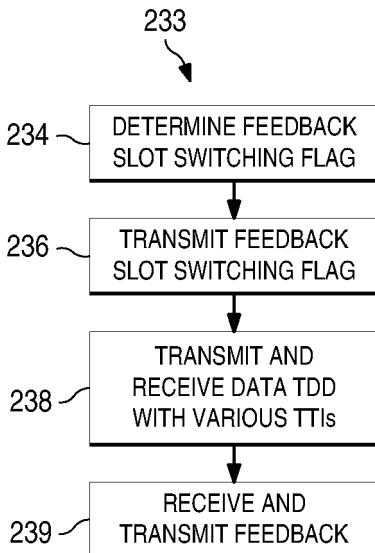 233
234
DETERMINE FEEDBACK
SLOT SWITCHING FLAG
236
TRANSMIT FEEDBACK
SLOT SWITCHING FLAG
238
TRANSMIT AND
RECEIVE DATA TDD
WITH VARIOUS TTIs
239
RECEIVE AND
TRANSMIT FEEDBACK